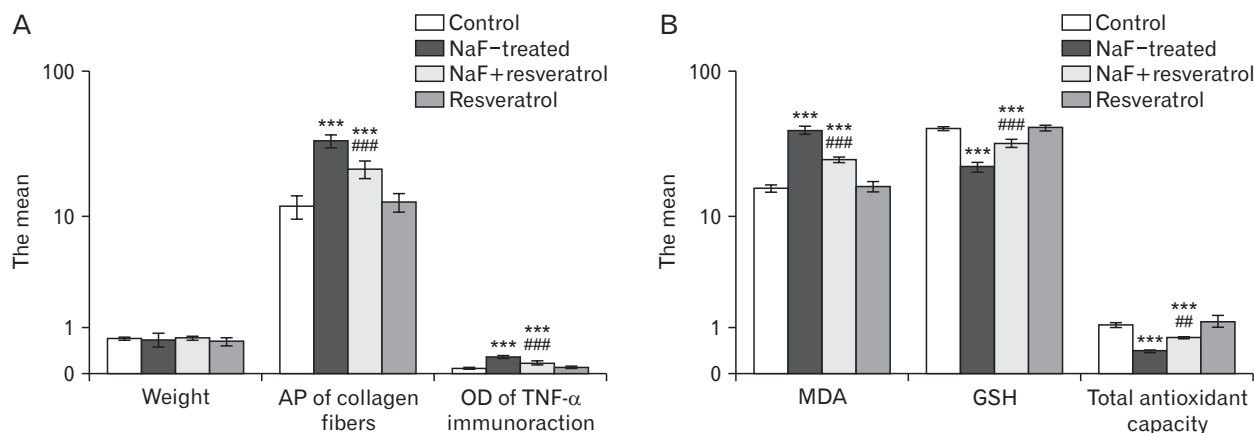 A
Control
NaF-treated
NaF+resveratrol
Resveratrol
The mean
100
10
1
0
***
***
###
***
***
###
Weight
AP of collagen
fibers
OD of TNF-α
immunoraction
B
Control
NaF-treated
NaF+resveratrol
Resveratrol
The mean
100
10
1
0
***
***
###
***
***
###
***
***
##
MDA
GSH
Total antioxidant
capacity